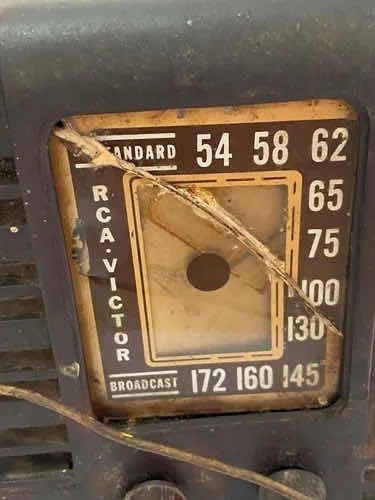 STANDARD 54 58 62
65
75
100
130
RCA·VICTOR
BROADCAST 172 160 145